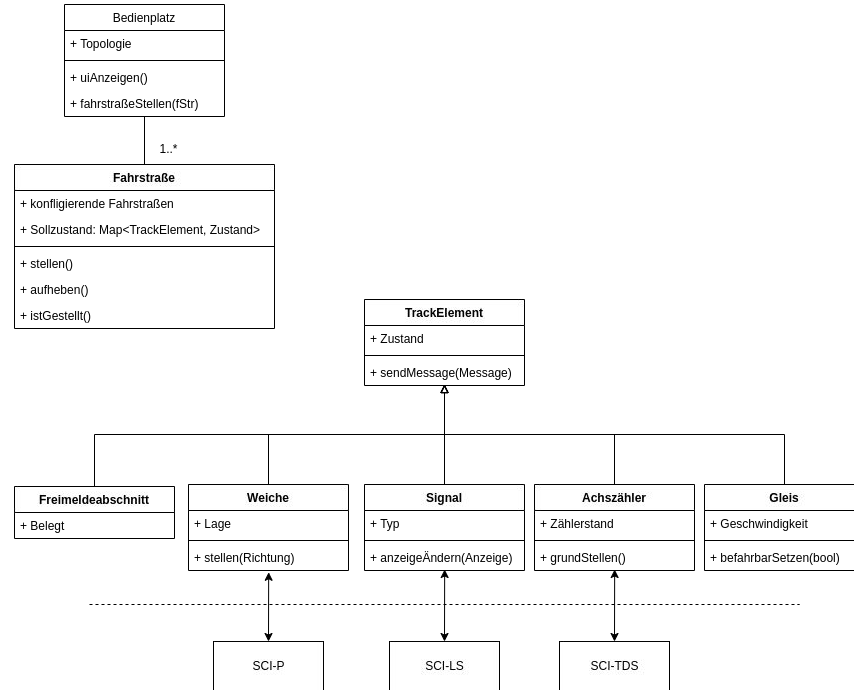 Bedienplatz
+ Topologie
+ uiAnzeigen()
+ fahrstraßeStellen(fStr)
1..*
Fahrstraße
+ konfligierende Fahrstraßen
+ Sollzustand: Map<TrackElement, Zustand>
+ stellen()
+ aufheben()
+ istGestellt()
TrackElement
+ Zustand
+ sendMessage(Message)
Freimeldeabschnitt
+ Belegt
Weiche
+ Lage
+ stellen(Richtung)
Signal
+ Typ
+ anzeigeÄndern(Anzeige)
Achszähler
+ Zählerstand
+ grundStellen()
Gleis
+ Geschwindigkeit
+ befahrbarSetzen(bool)
SCI-P
SCI-LS
SCI-TDS